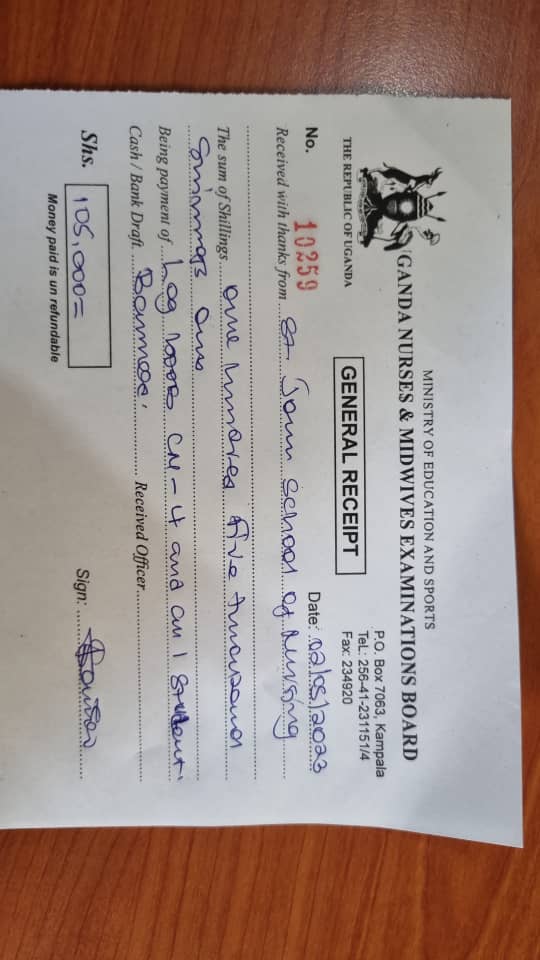 MINISTRY OF EDUCATION AND SPORTS
UGANDA NURSES & MIDWIVES EXAMINATIONS BOARD
THE REPUBLIC OF UGANDA
P.O. Box 7063, Kampala
Tel: 256-41-231151/4
Fax: 234920
GENERAL RECEIPT
No. 10259 Date: 02/05/2023
Received with thanks from St John School of Nursing
The sum of Shillings one hundred five thousand
shillings only
Being payment of Log books CM-4 and CN 1 student
Cash / Bank Draft Banked. Received Officer
Shs. 105,000= Sign:
Money paid is un refundable